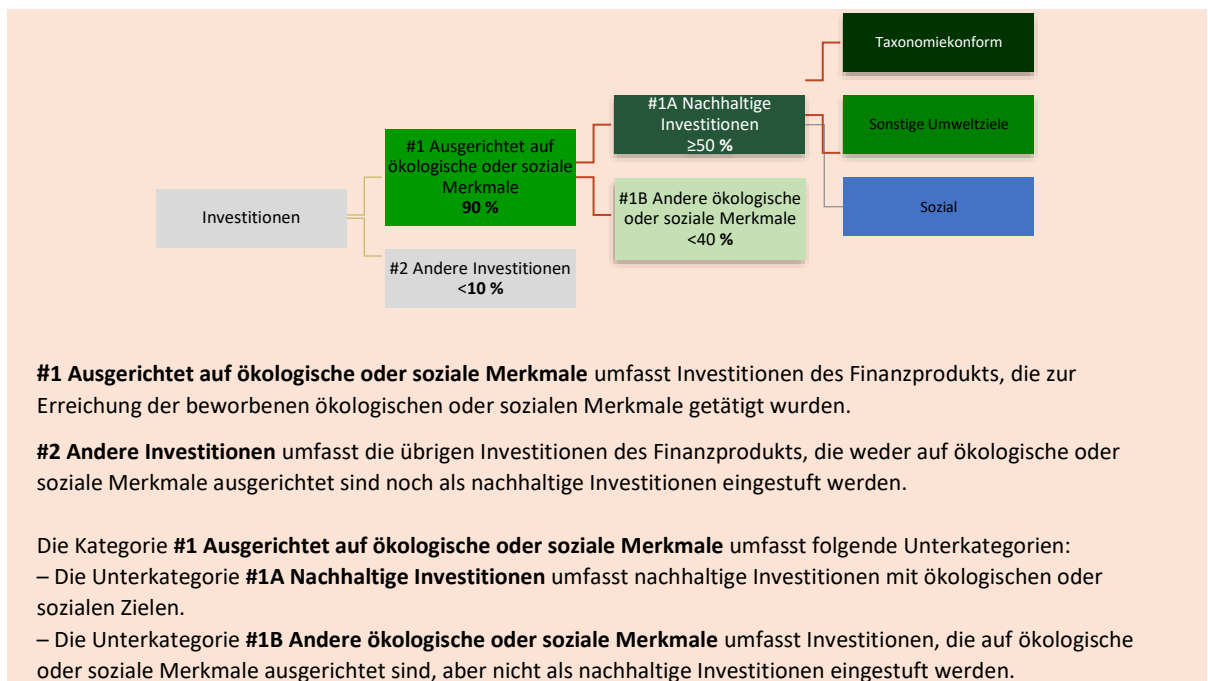 Taxonomiekonform
#1A Nachhaltige
Investitionen
≥50 %
Sonstige Umweltziele
#1 Ausgerichtet auf
ökologische oder soziale
Merkmale
90 %
#1B Andere ökologische
oder soziale Merkmale
<40 %
Sozial
Investitionen
#2 Andere Investitionen
<10 %
#1 Ausgerichtet auf ökologische oder soziale Merkmale umfasst Investitionen des Finanzprodukts, die zur
Erreichung der beworbenen ökologischen oder sozialen Merkmale getätigt wurden.
#2 Andere Investitionen umfasst die übrigen Investitionen des Finanzprodukts, die weder auf ökologische oder
soziale Merkmale ausgerichtet sind noch als nachhaltige Investitionen eingestuft werden.
Die Kategorie #1 Ausgerichtet auf ökologische oder soziale Merkmale umfasst folgende Unterkategorien:
– Die Unterkategorie #1A Nachhaltige Investitionen umfasst nachhaltige Investitionen mit ökologischen oder
sozialen Zielen.
– Die Unterkategorie #1B Andere ökologische oder soziale Merkmale umfasst Investitionen, die auf ökologische
oder soziale Merkmale ausgerichtet sind, aber nicht als nachhaltige Investitionen eingestuft werden.